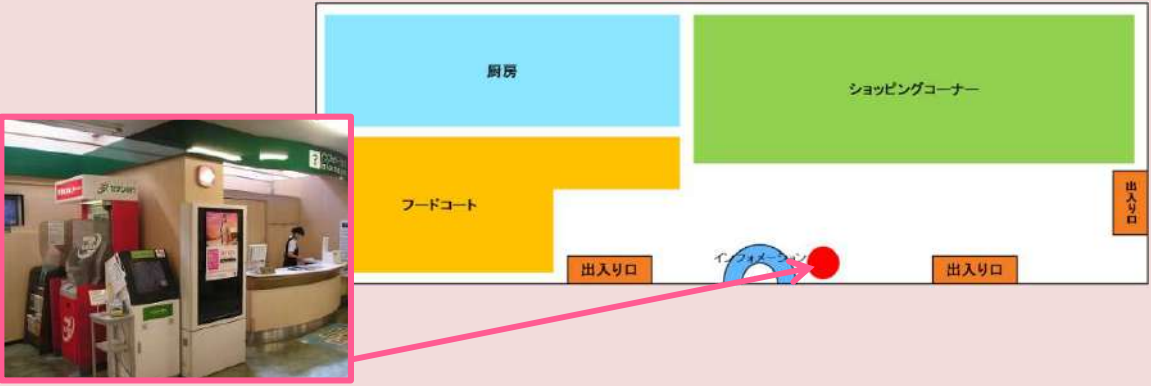 厨房
ショッピングコーナー
フードコート
出入り口
インフォメーション
出入り口
出入り口
?